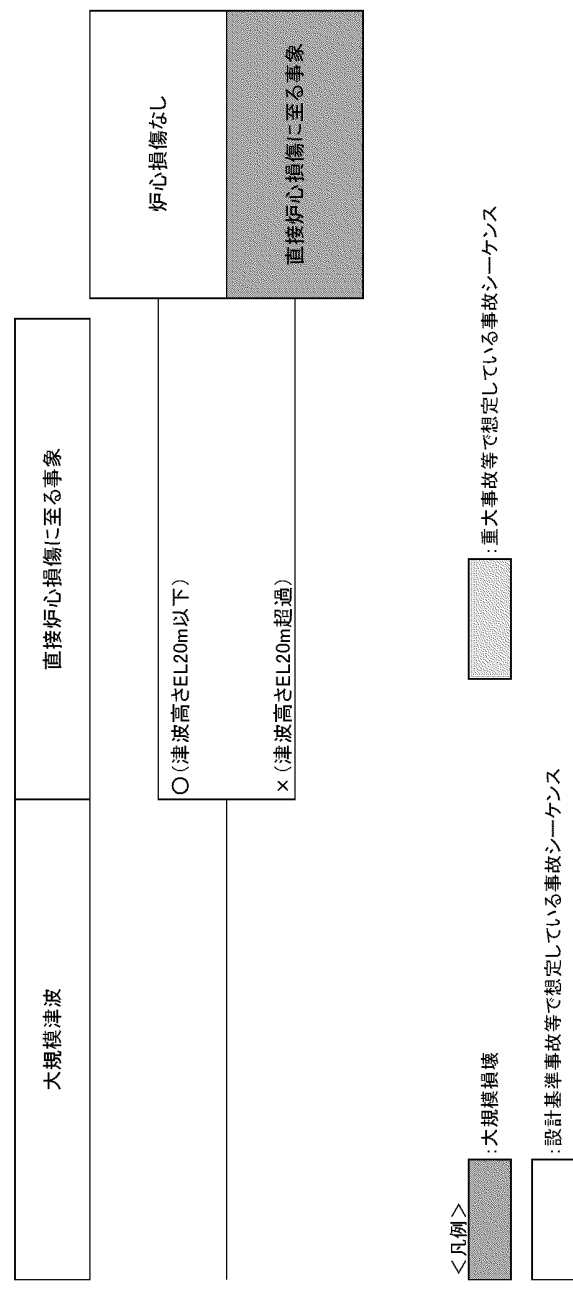 大規模津波
直接炉心損傷に至る事象
○(津波高さEL20m以下)
炉心損傷なし
×(津波高さEL20m超過)
直接炉心損傷に至る事象
<凡例>
:大規模損壊
:重大事故等で想定している事故シーケンス
:設計基準事故等で想定している事故シーケンス